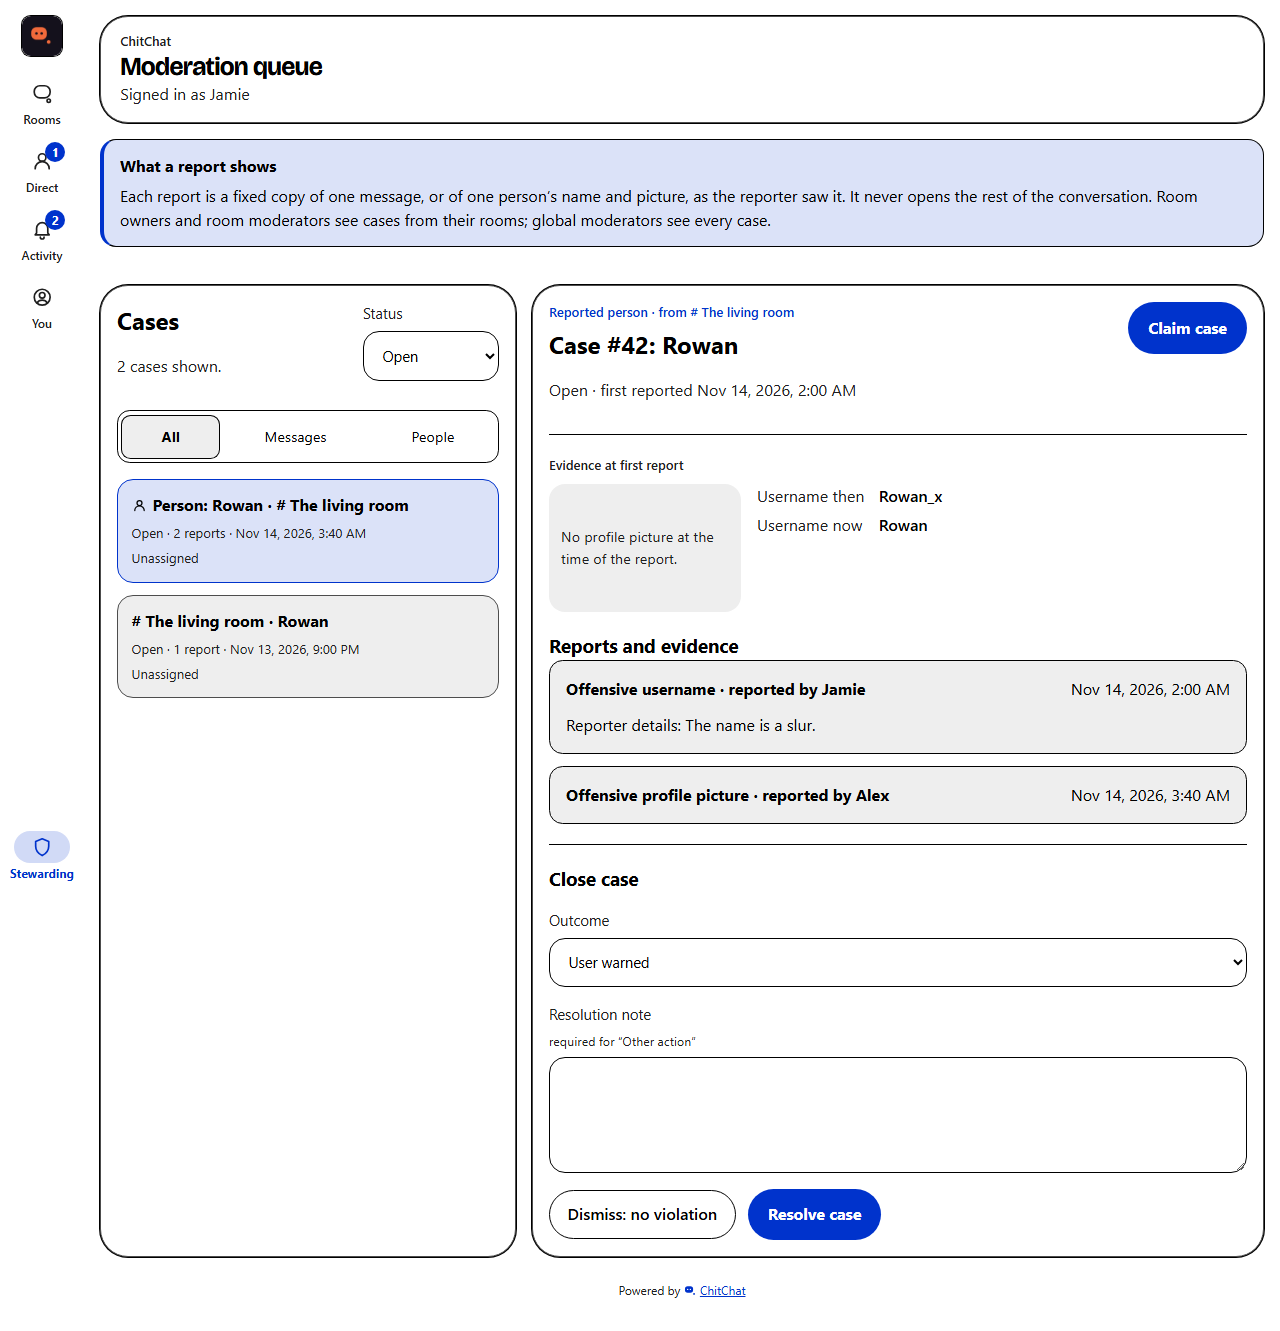 Rooms
1
Direct
2
Activity
You
Stewarding
ChitChat
Moderation queue
Signed in as Jamie
What a report shows
Each report is a fixed copy of one message, or of one person's name and picture, as the reporter saw it. It never opens the rest of the conversation. Room
owners and room moderators see cases from their rooms; global moderators see every case.
Cases
2 cases shown.
Status
Open
All
Messages
People
Person: Rowan · # The living room
Open · 2 reports · Nov 14, 2026, 3:40 AM
Unassigned
# The living room · Rowan
Open · 1 report · Nov 13, 2026, 9:00 PM
Unassigned
Reported person · from # The living room
Case #42: Rowan
Open · first reported Nov 14, 2026, 2:00 AM
Claim case
Evidence at first report
No profile picture at the
time of the report.
Username then Rowan_x
Username now Rowan
Reports and evidence
Offensive username · reported by Jamie Nov 14, 2026, 2:00 AM
Reporter details: The name is a slur.
Offensive profile picture · reported by Alex Nov 14, 2026, 3:40 AM
Close case
Outcome
User warned
Resolution note
required for “Other action”
Dismiss: no violation
Resolve case
Powered by ChitChat